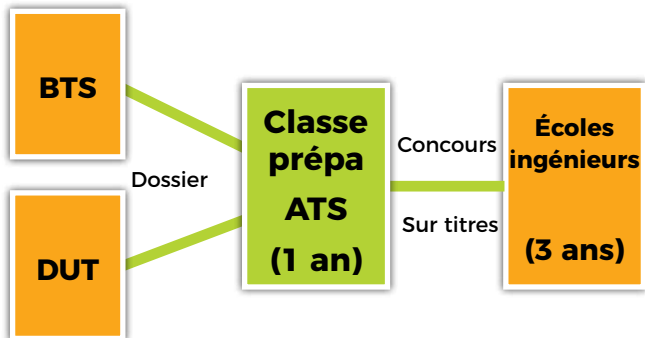 BTS
Dossier
DUT
Classe
prépa
ATS
(1 an)
Concours
Sur titres
Écoles
ingénieurs
(3 ans)